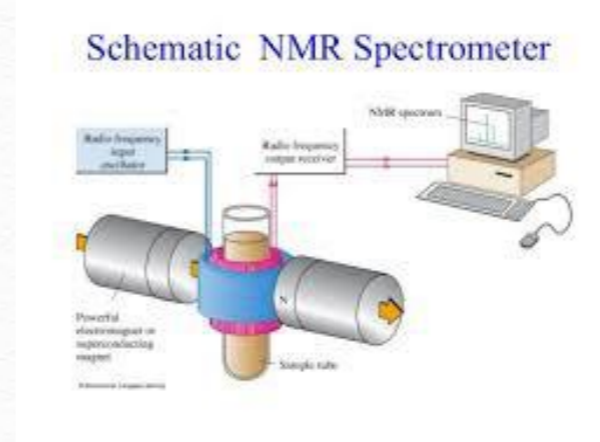 Schematic NMR Spectrometer
NMR spectrum
Radio frequency
input
oscillator
Radio frequency
output receiver
N
Powerful
electromagnet or
superconducting
magnet
Sample tube